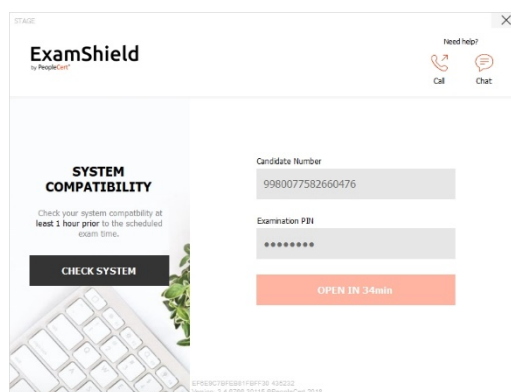 STAGE
ExamShield
by PeopleCert
Need help?
Call
Chat
SYSTEM
COMPATIBILITY
Check your system compatibility at
least 1 hour prior to the scheduled
exam time.
CHECK SYSTEM
Candidate Number
9980077582660476
Examination PIN
OPEN IN 34min